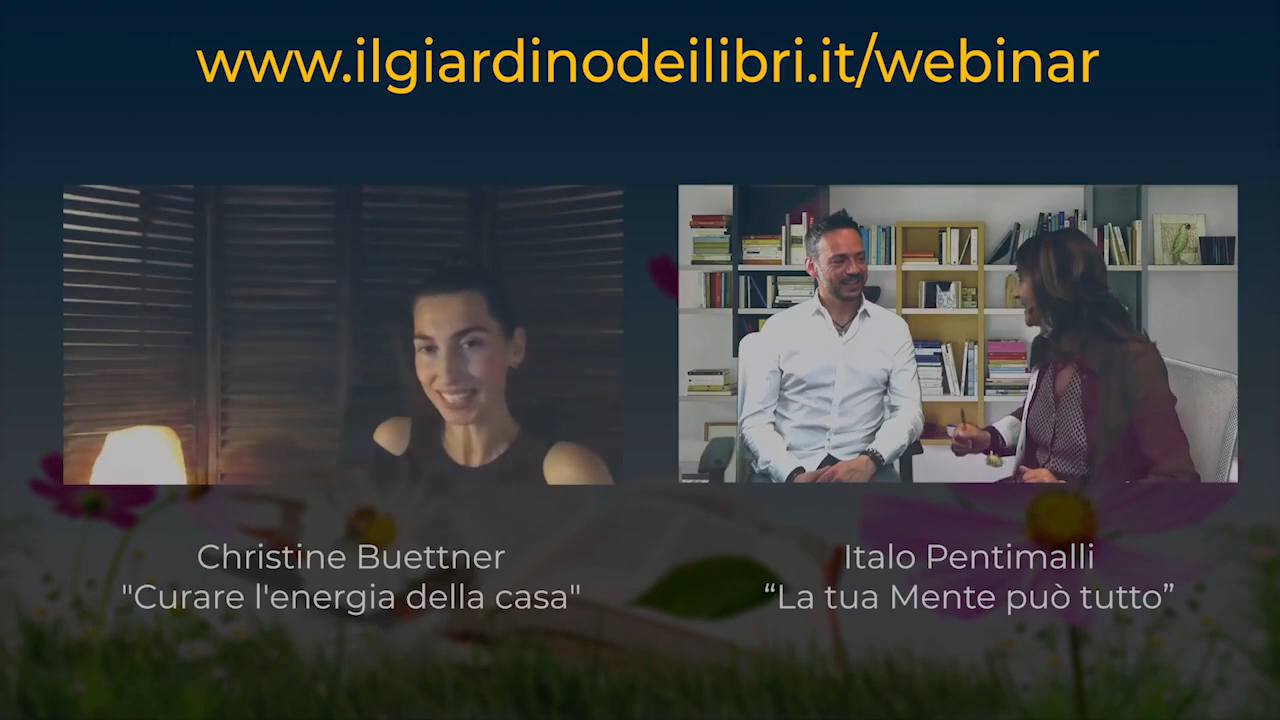 www.ilgiardinodeilibri.it/webinar
Christine Buettner
"Curare l'energia della casa"
Italo Pentimalli
“La tua Mente può tutto”